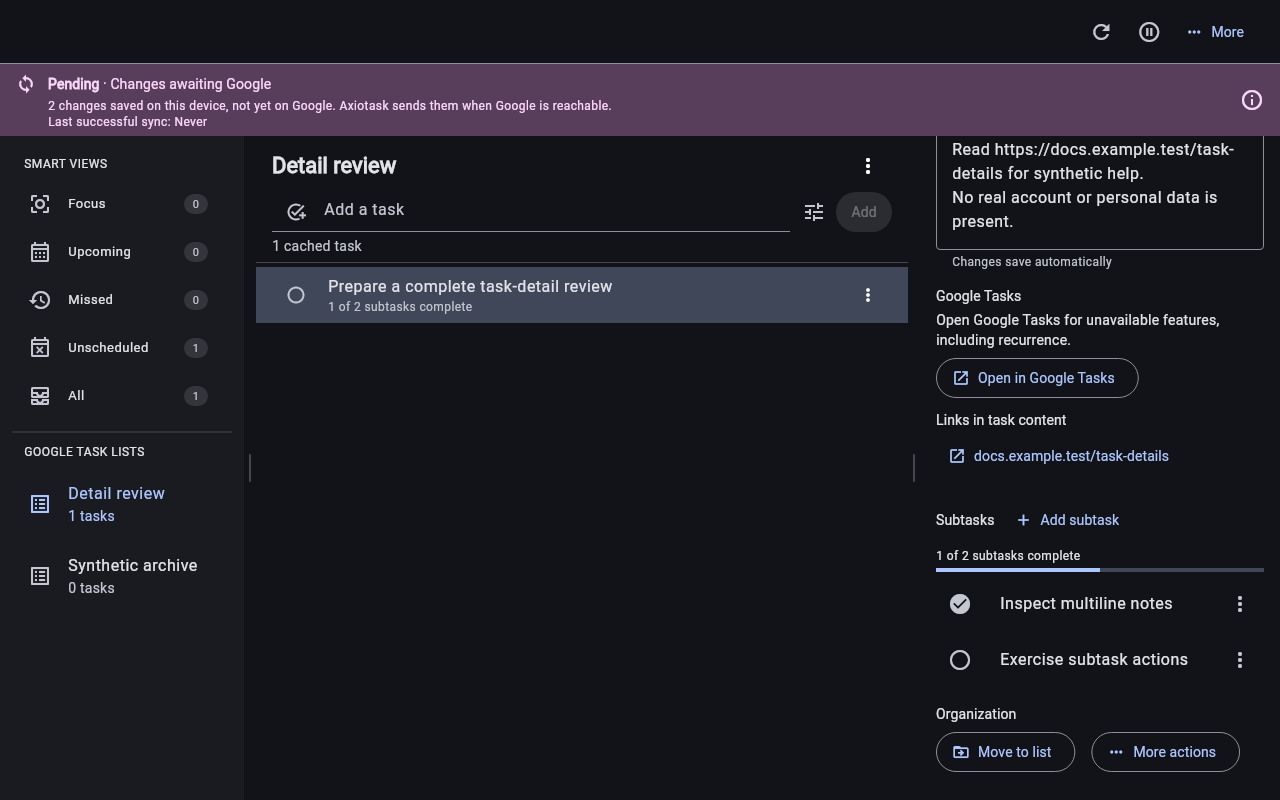 More
Pending · Changes awaiting Google
2 changes saved on this device, not yet on Google. Axiotask sends them when Google is reachable.
Last successful sync: Never
SMART VIEWS
Focus 0
Upcoming 0
Missed 0
Unscheduled 1
All 1
GOOGLE TASK LISTS
Detail review
1 tasks
Synthetic archive
0 tasks
Detail review
Add a task
Add
1 cached task
Prepare a complete task-detail review
1 of 2 subtasks complete
Read https://docs.example.test/task-
details for synthetic help.
No real account or personal data is
present.
Changes save automatically
Google Tasks
Open Google Tasks for unavailable features,
including recurrence.
Open in Google Tasks
Links in task content
docs.example.test/task-details
Subtasks
Add subtask
1 of 2 subtasks complete
Inspect multiline notes
Exercise subtask actions
Organization
Move to list
More actions